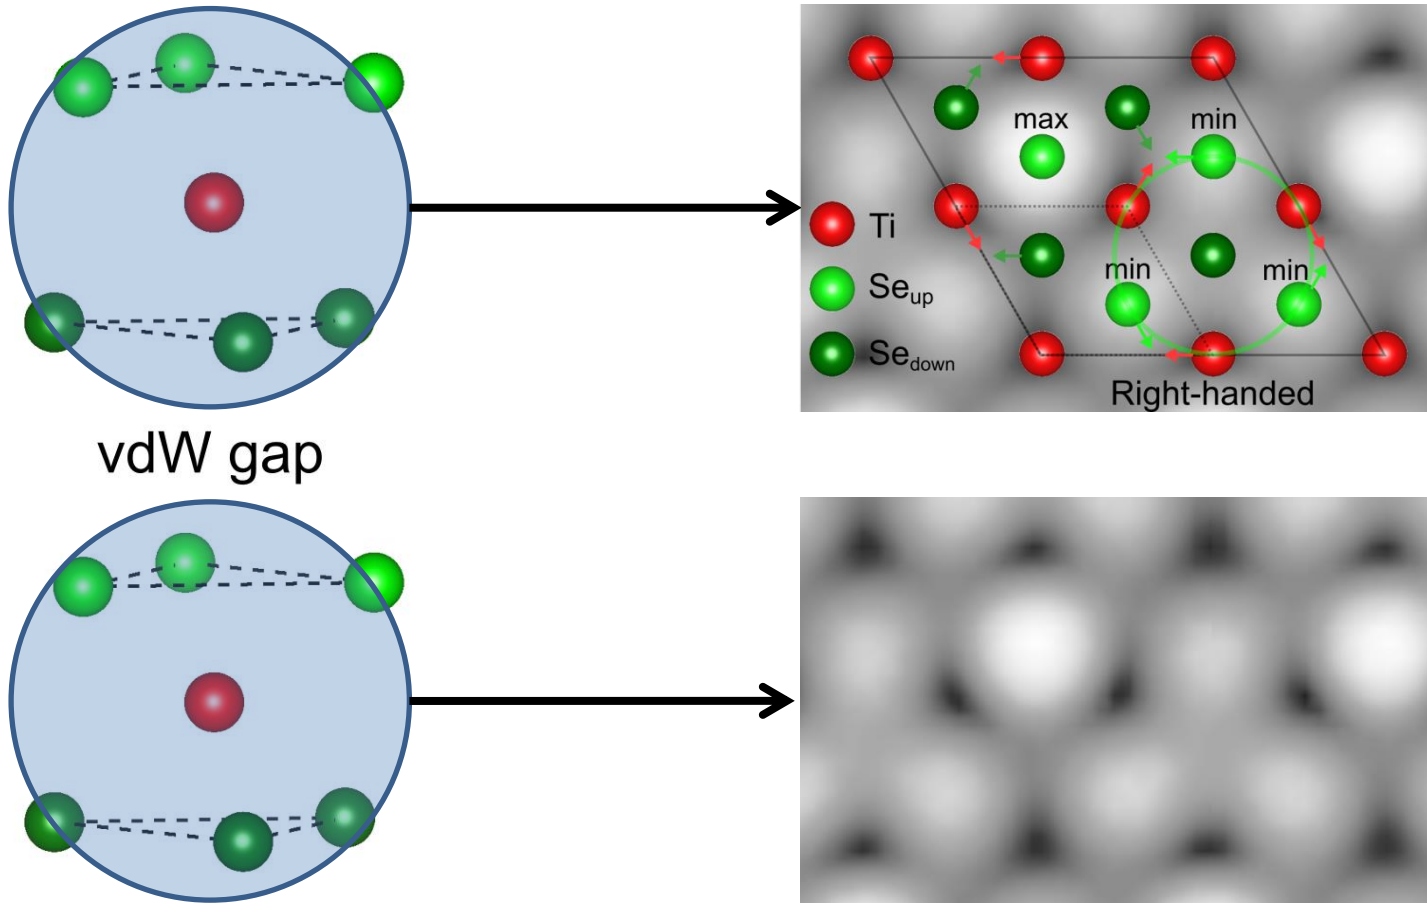 max
min
Ti
Se_up
min
min
Se_down
Right-handed
vdW gap